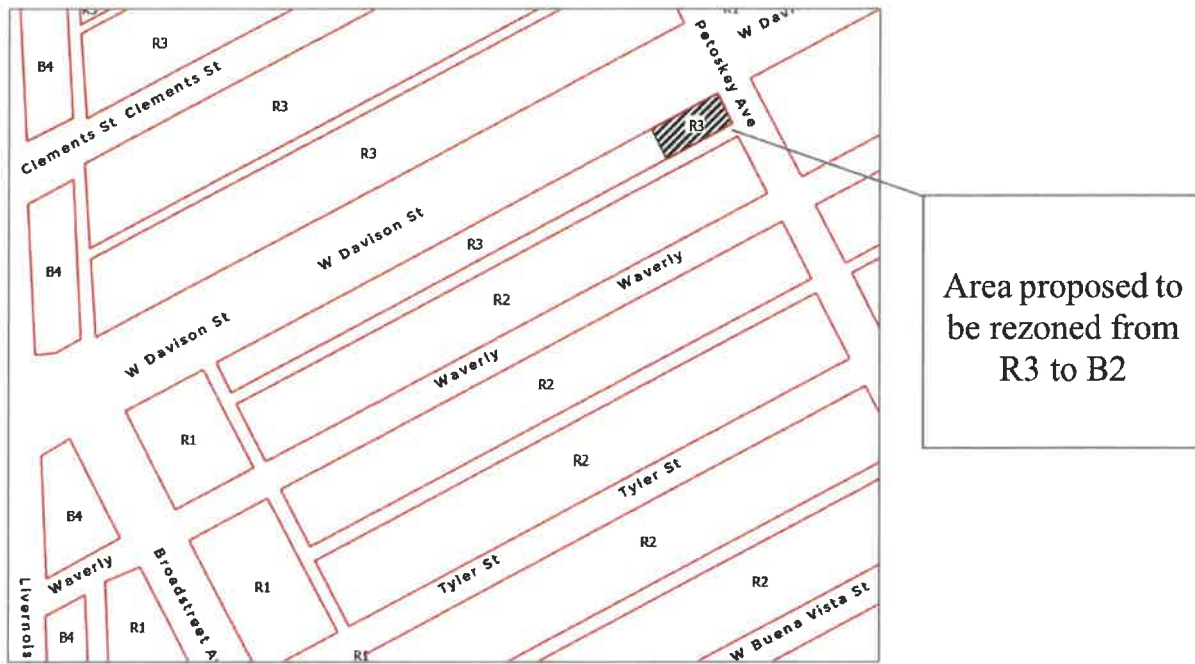 R3
B4
Clements St Clements St
R3
R3
Petoskey Ave
W Davi
R3
B4
W Davison St
R3
R2
Waverly
W Davison St
Waverly
R2
R1
R2
Tyler St
B4
Waverly
Broadstreet A
R1
Tyler St
R2
R2
W Buena Vista St
Livernois
B4
R1
R1
Area proposed to
be rezoned from
R3 to B2